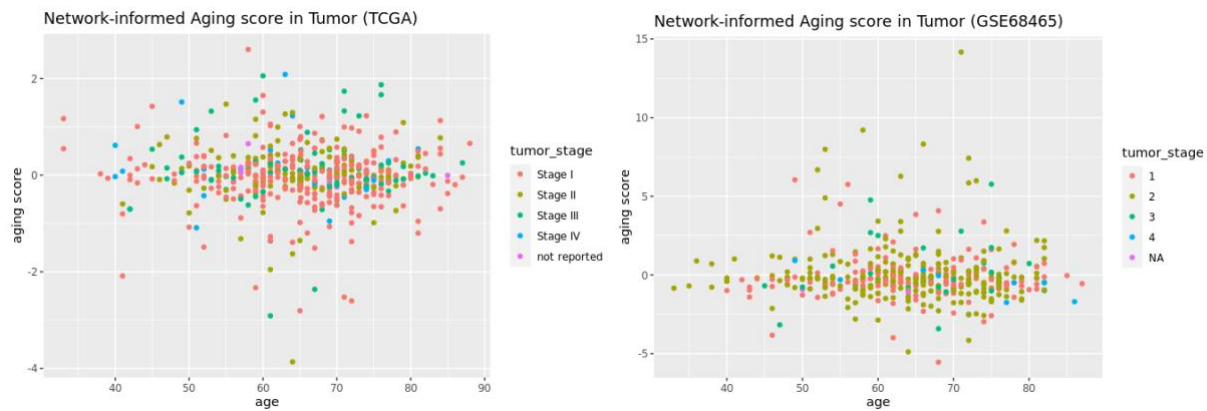 Network-informed Aging score in Tumor (TCGA)
2
0
-2
-4
aging score
40 50 60 70 80 90
age
tumor_stage
Stage I
Stage II
Stage III
Stage IV
not reported
Network-informed Aging score in Tumor (GSE68465)
15
10
5
0
-5
aging score
40 50 60 70 80
age
tumor_stage
1
2
3
4
NA